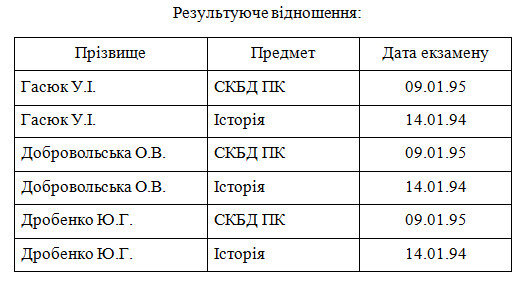 Результуюче відношення:
Прізвище Предмет Дата екзамену
Гасюк У.І. СКБД ПК 09.01.95
Гасюк У.І. Історія 14.01.94
Добровольська О.В. СКБД ПК 09.01.95
Добровольська О.В. Історія 14.01.94
Дробенко Ю.Г. СКБД ПК 09.01.95
Дробенко Ю.Г. Історія 14.01.94